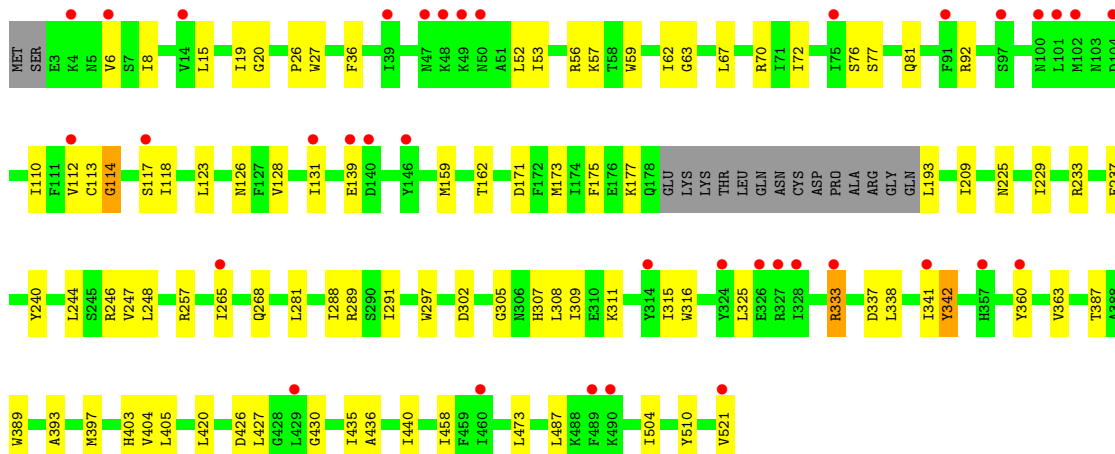 MET SER E3 K4 N5 V6 S7 I8 V14 L15 I19 G20 P26 W27 F36 I39 N47 K48 K49 N50 A51 L52 I53 R56 K57 T58 W59 I62 G63 L67 R70 I71 I72 I75 S76 S77 Q81 F91 R92 S97 N100 L101 M102 N103 D104
I110 F111 V112 C113 G114 S117 I118 L123 N126 F127 V128 I131 E139 D140 Y146 M159 T162 D171 F172 M173 I174 F175 E176 K177 Q178 GLU LYS LYS THR LEU GLN ASN CYS ASP PRO ALA ARG GLY GLN L193 I209 N225 I229 R233
Y240 L244 S245 R246 V247 L248 R257 I265 Q268 L281 I288 R289 S290 I291 W297 D302 G305 N306 H307 L308 I309 E310 K311 Y314 I315 W316 Y324 L325 E326 R327 I328 R333 D337 L338 I341 Y342 H357 Y360 V363 T387
W389 A393 M397 H403 V404 L405 L420 D426 L427 G428 L429 G430 I435 A436 I440 I458 F459 I460 L473 L487 K488 F489 K490 I504 Y510 V521